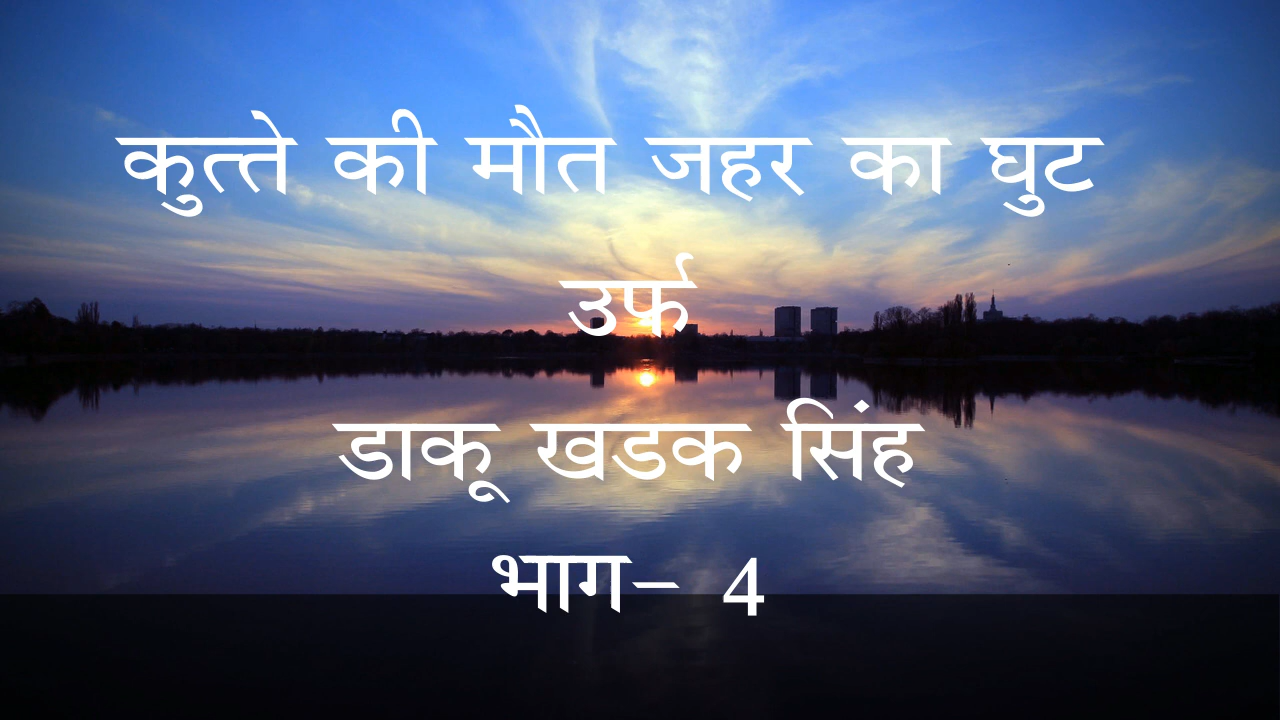 कुत्ते की मौत जहर का घुट
उर्फ
डाकू खडक सिंह
भाग- 4